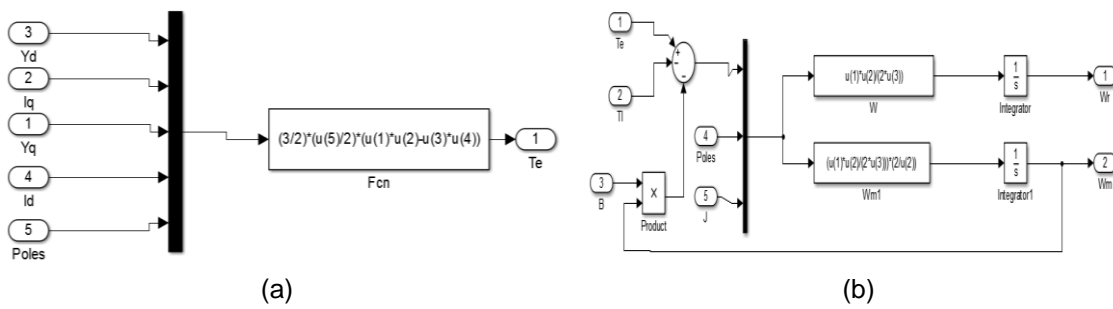 3
Yd
2
Iq
1
Yq
4
Id
5
Poles
(3/2)*(u(5)/2)*(u(1)*u(2)-u(3)*u(4))
Fcn
1
Te
(a)
1
Te
2
Tl
3
B
×
Product
4
Poles
5
J
+
−
−
u(1)*u(2)/(2*u(3))
W
(u(1)*u(2)/(2*u(3)))*(2/u(2))
Wm1
1
s
Integrator
1
s
Integrator1
1
Wr
2
Wm
(b)